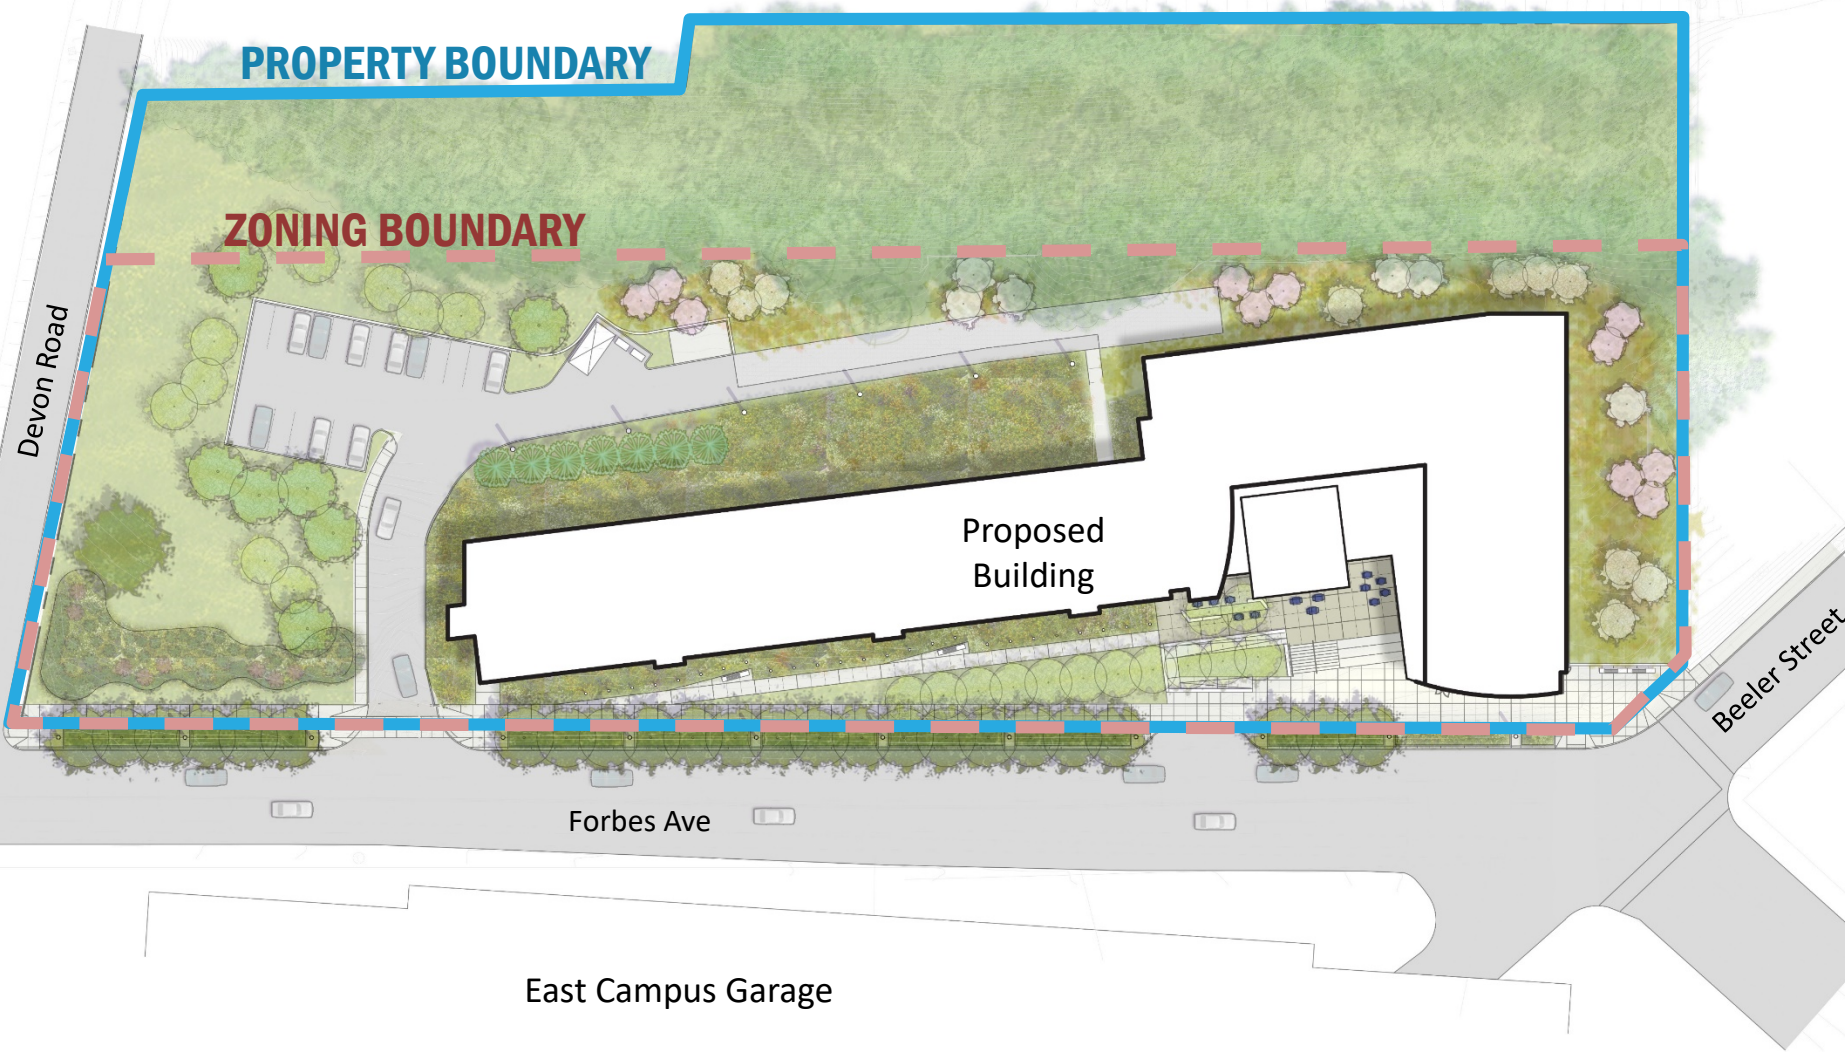 PROPERTY BOUNDARY
ZONING BOUNDARY
Devon Road
Proposed
Building
Beeler Street
Forbes Ave
East Campus Garage